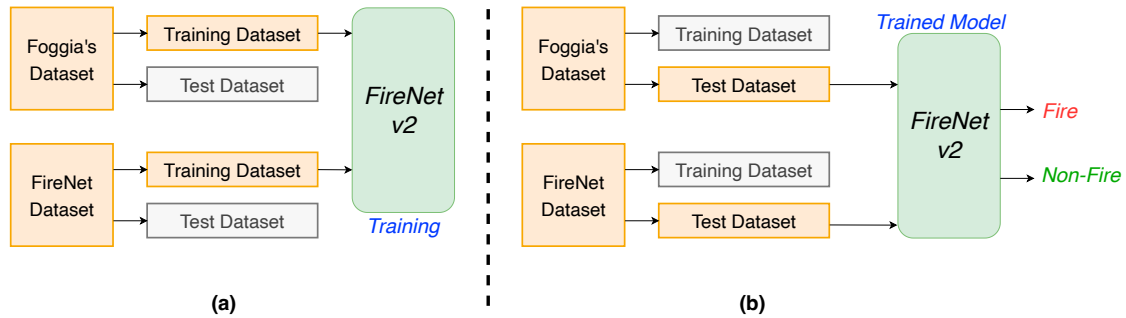 Foggia's
Dataset
Training Dataset
Test Dataset
FireNet
Dataset
Training Dataset
Test Dataset
FireNet
v2
Training
(a)
Foggia's
Dataset
Training Dataset
Test Dataset
FireNet
Dataset
Training Dataset
Test Dataset
Trained Model
FireNet
v2
Fire
Non-Fire
(b)